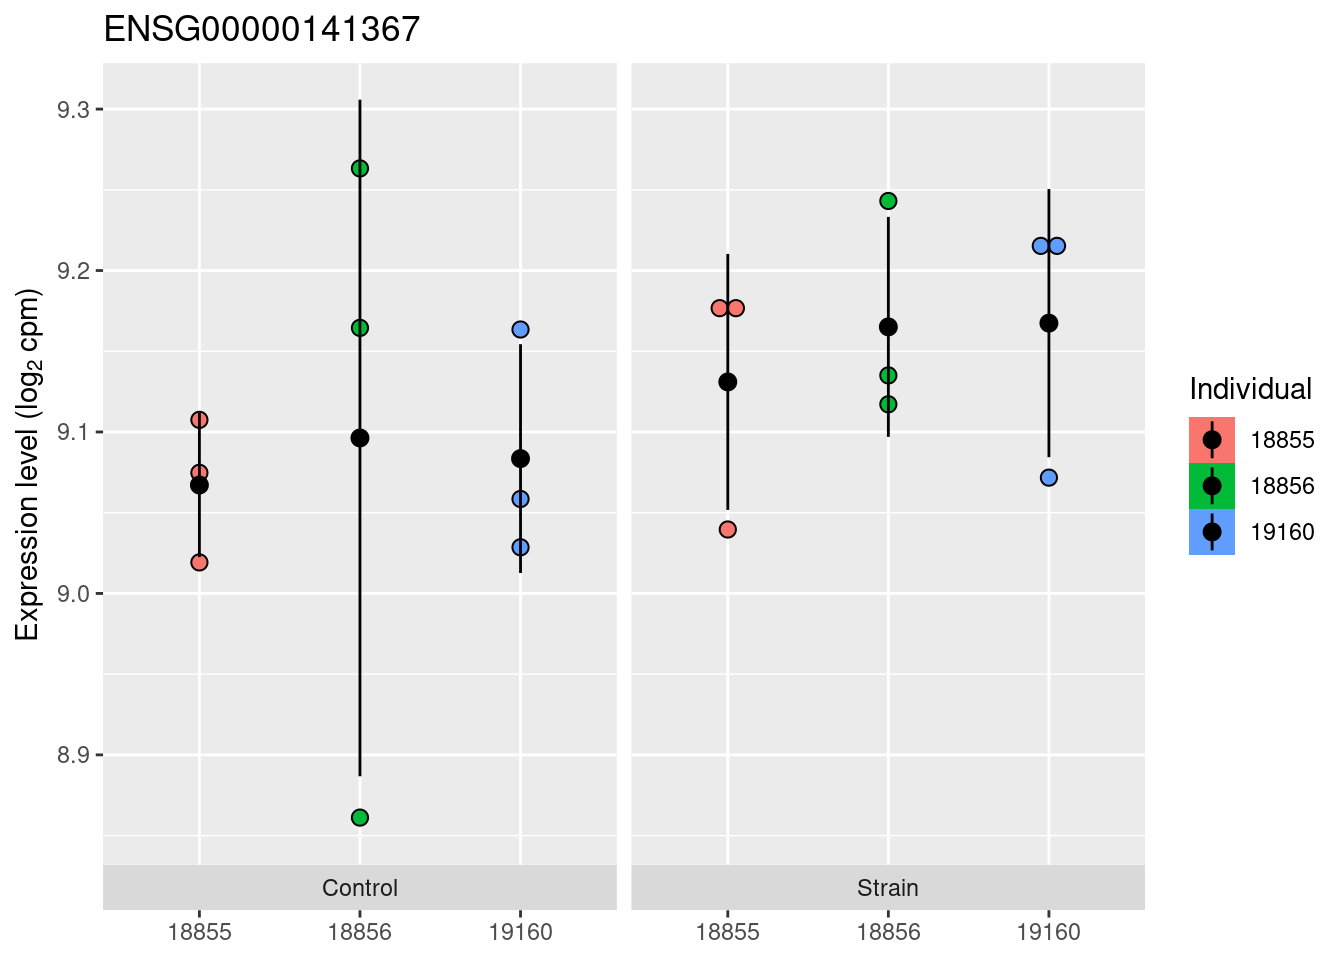 ENSG00000141367
Expression level (log₂ cpm)
9.3
9.2
9.1
9.0
8.9
Control
Strain
18855
18856
19160
18855
18856
19160
Individual
18855
18856
19160